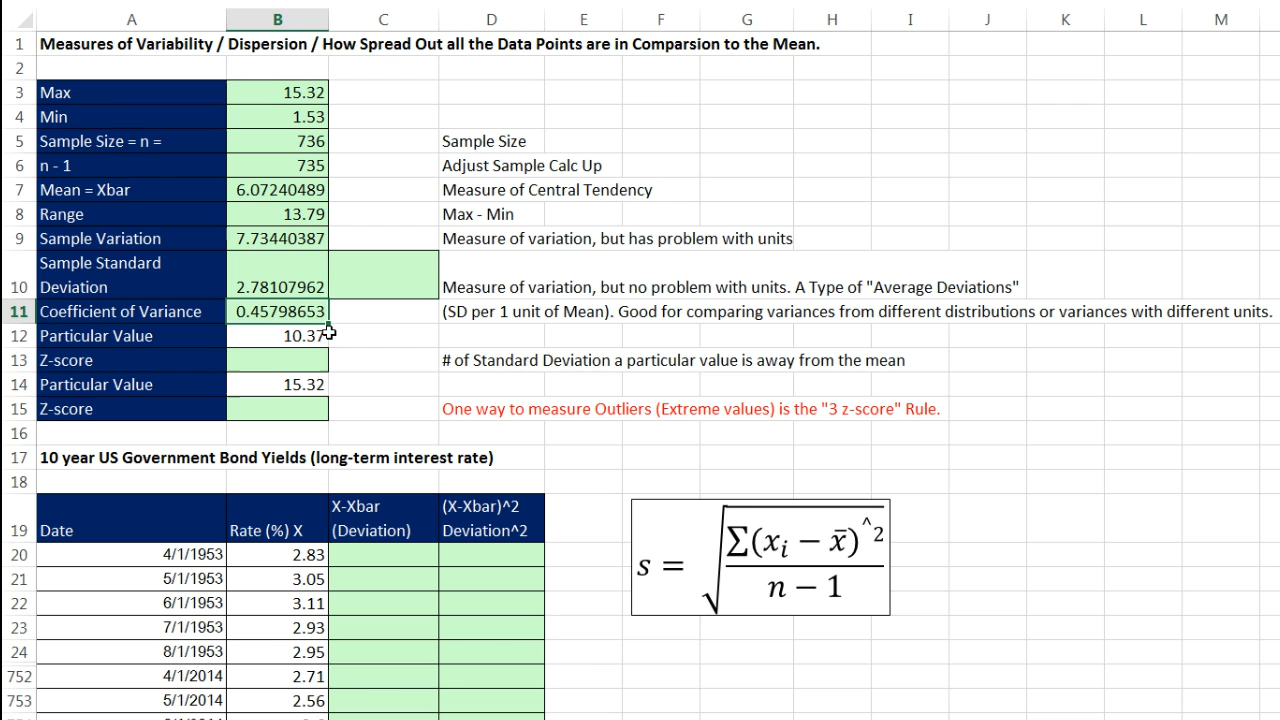 A B C D E F G H I J K L M
1 Measures of Variability / Dispersion / How Spread Out all the Data Points are in Comparsion to the Mean.
2
3 Max 15.32
4 Min 1.53
5 Sample Size = n = 736 Sample Size
6 n - 1 735 Adjust Sample Calc Up
7 Mean = Xbar 6.07240489 Measure of Central Tendency
8 Range 13.79 Max - Min
9 Sample Variation 7.73440387 Measure of variation, but has problem with units
Sample Standard
10 Deviation 2.78107962 Measure of variation, but no problem with units. A Type of "Average Deviations"
11 Coefficient of Variance 0.45798653 (SD per 1 unit of Mean). Good for comparing variances from different distributions or variances with different units.
12 Particular Value 10.37
13 Z-score # of Standard Deviation a particular value is away from the mean
14 Particular Value 15.32
15 Z-score One way to measure Outliers (Extreme values) is the "3 z-score" Rule.
16
17 10 year US Government Bond Yields (long-term interest rate)
18
X-Xbar (X-Xbar)^2
19 Date Rate (%) X (Deviation) Deviation^2
20 4/1/1953 2.83
21 5/1/1953 3.05
22 6/1/1953 3.11
23 7/1/1953 2.93
24 8/1/1953 2.95
752 4/1/2014 2.71
753 5/1/2014 2.56
s = √(∑(xᵢ − x̄)^2 / n − 1)